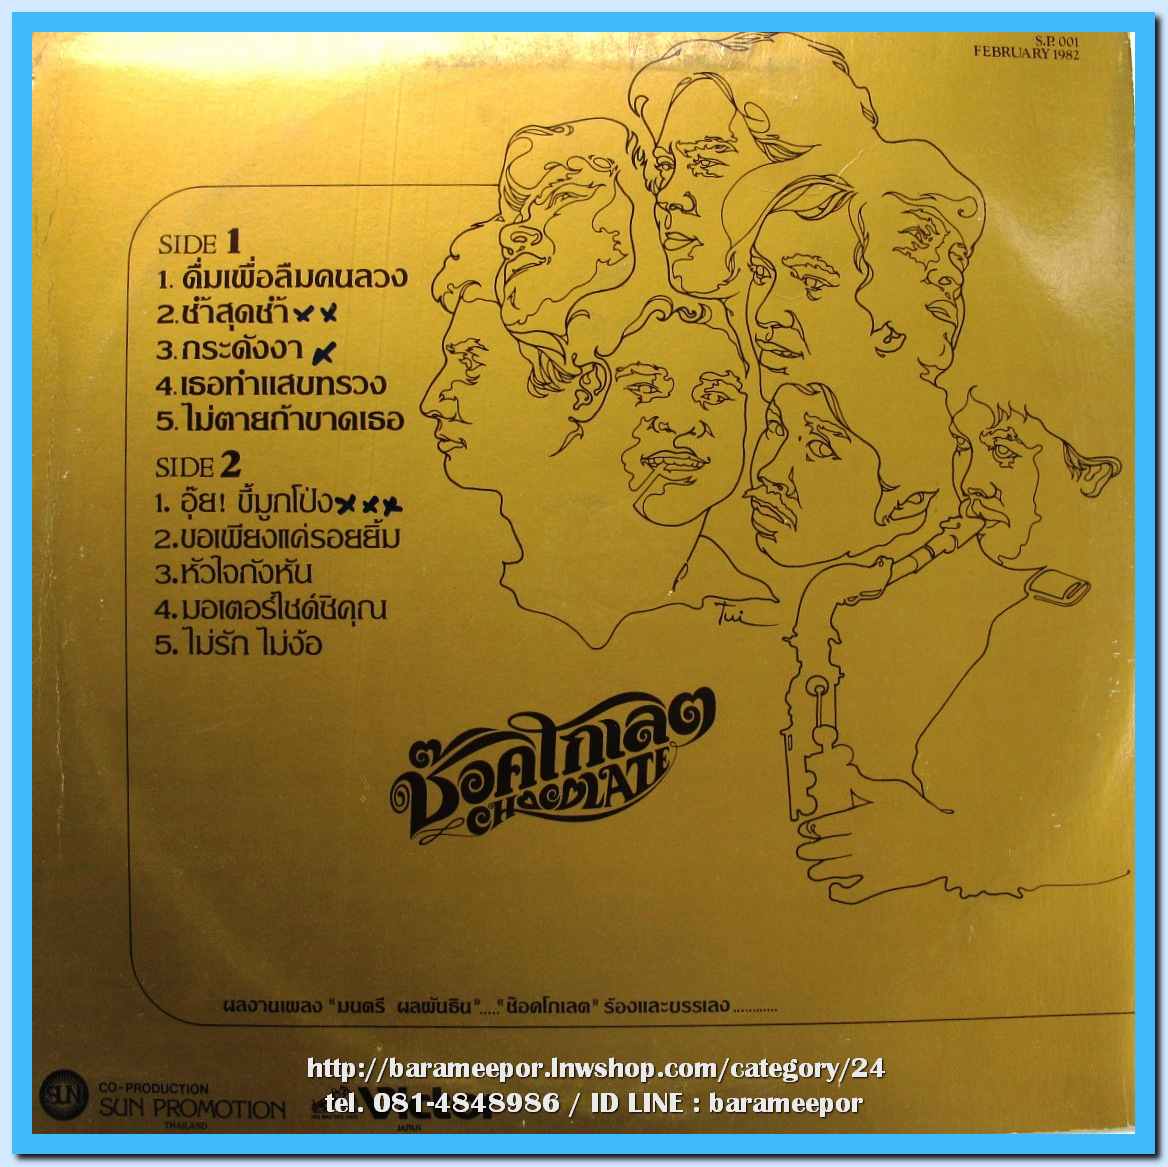 S.P. 001
FEBRUARY 1982
SIDE 1
1. ดื่มเพื่อลืมคนลวง
2. ช้ำสุดช้ำ
3. กระดังงา
4. เธอทำแสบทรวง
5. ไม่ตายถ้าขาดเธอ
SIDE 2
1. อุ๊ย! ขี้มูกโป่ง
2. ขอเพียงแค่รอยยิ้ม
3. หัวใจกังหัน
4. มอเตอร์ไซด์ซิคุณ
5. ไม่รัก ไม่ง้อ
Tui
ช๊อคโกเลต
CHOCOLATE
ผลงานเพลง "มนตรี ผลพันธิน"....."ช๊อคโกเลต" ร้องและบรรเลง............
http://barameepor.lnwshop.com/category/24
tel. 081-4848986 / ID LINE : barameepor
SUN
CO-PRODUCTION
SUN PROMOTION
THAILAND
Victor
JAPAN